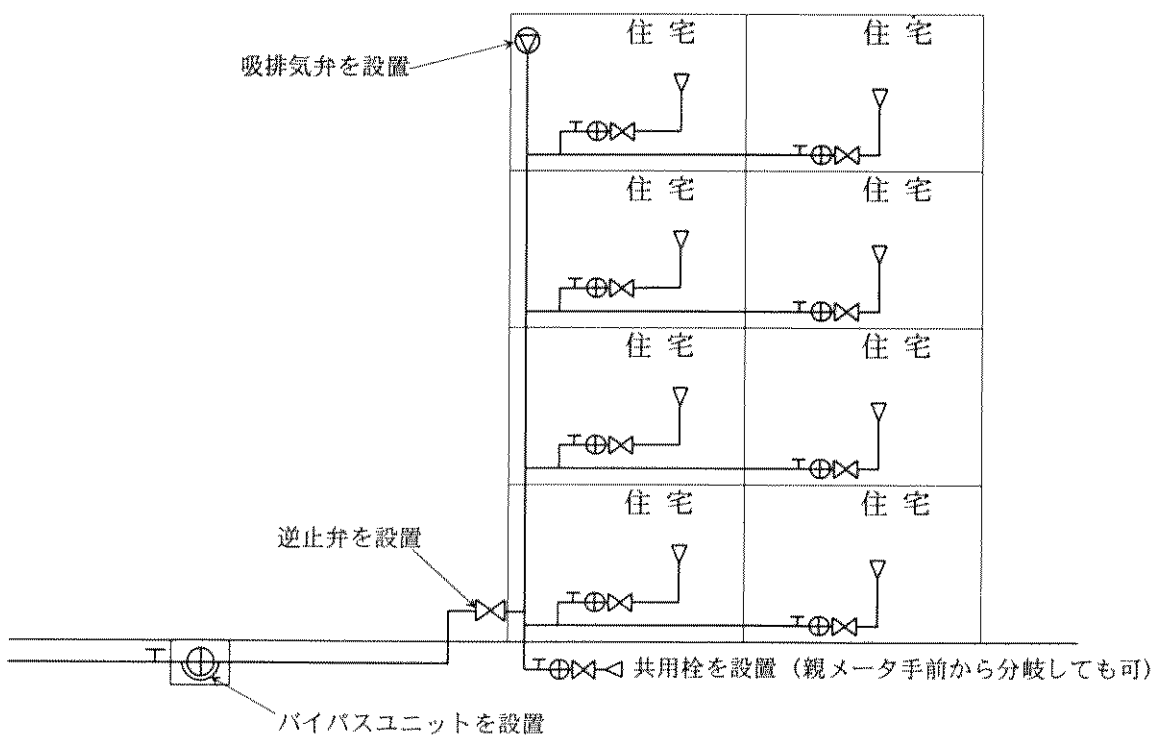 住宅 住宅
吸排気弁を設置
住宅 住宅
住宅 住宅
住宅 住宅
逆止弁を設置
共用栓を設置（親メータ手前から分岐しても可）
バイパスユニットを設置